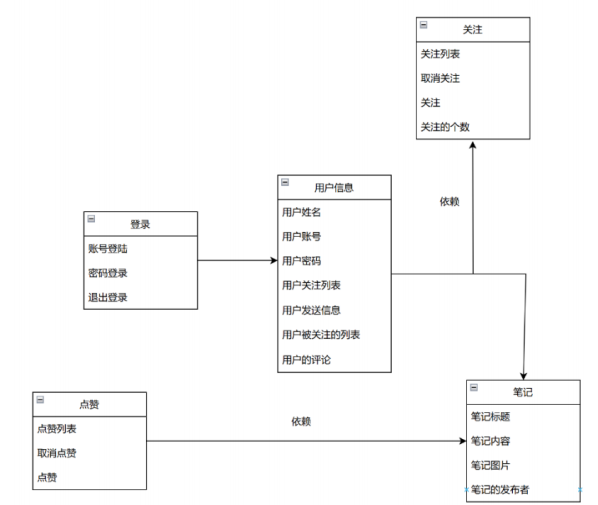 关注
关注列表
取消关注
关注
关注的个数
依赖
用户信息
用户姓名
用户账号
用户密码
用户关注列表
用户发送信息
用户被关注的列表
用户的评论
登录
账号登陆
密码登录
退出登录
点赞
点赞列表
取消点赞
点赞
依赖
笔记
笔记标题
笔记内容
笔记图片
笔记的发布者